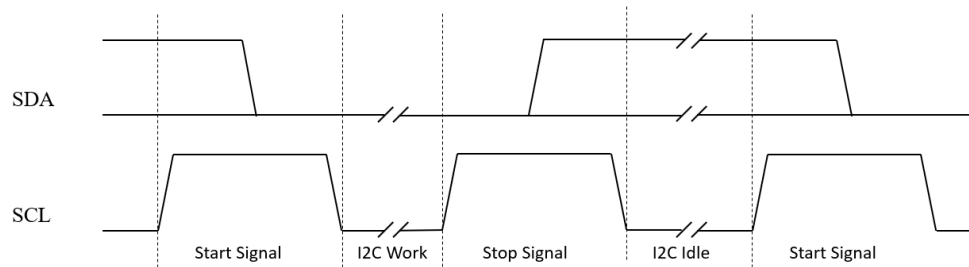 SDA
SCL
Start Signal
I2C Work
Stop Signal
I2C Idle
Start Signal